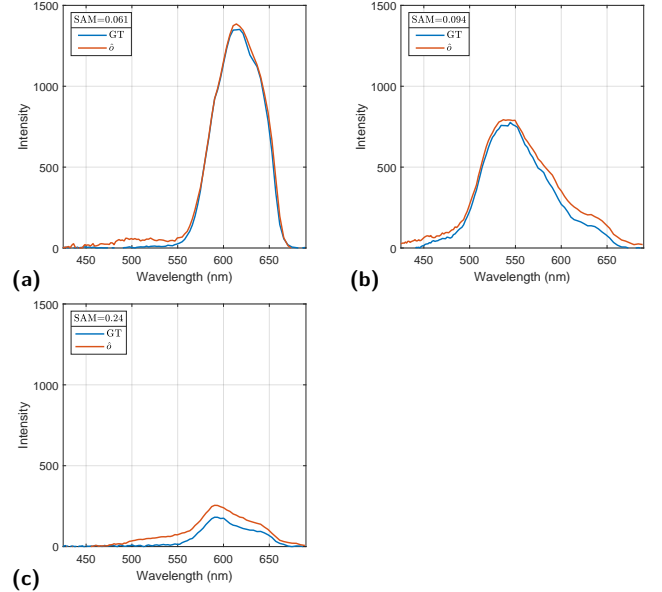 SAM=0.061
GT
ô
1500
1000
500
0
Intensity
450 500 550 600 650
Wavelength (nm)
(a)
SAM=0.094
GT
ô
1500
1000
500
0
Intensity
450 500 550 600 650
Wavelength (nm)
(b)
SAM=0.24
GT
ô
1500
1000
500
0
Intensity
450 500 550 600 650
Wavelength (nm)
(c)